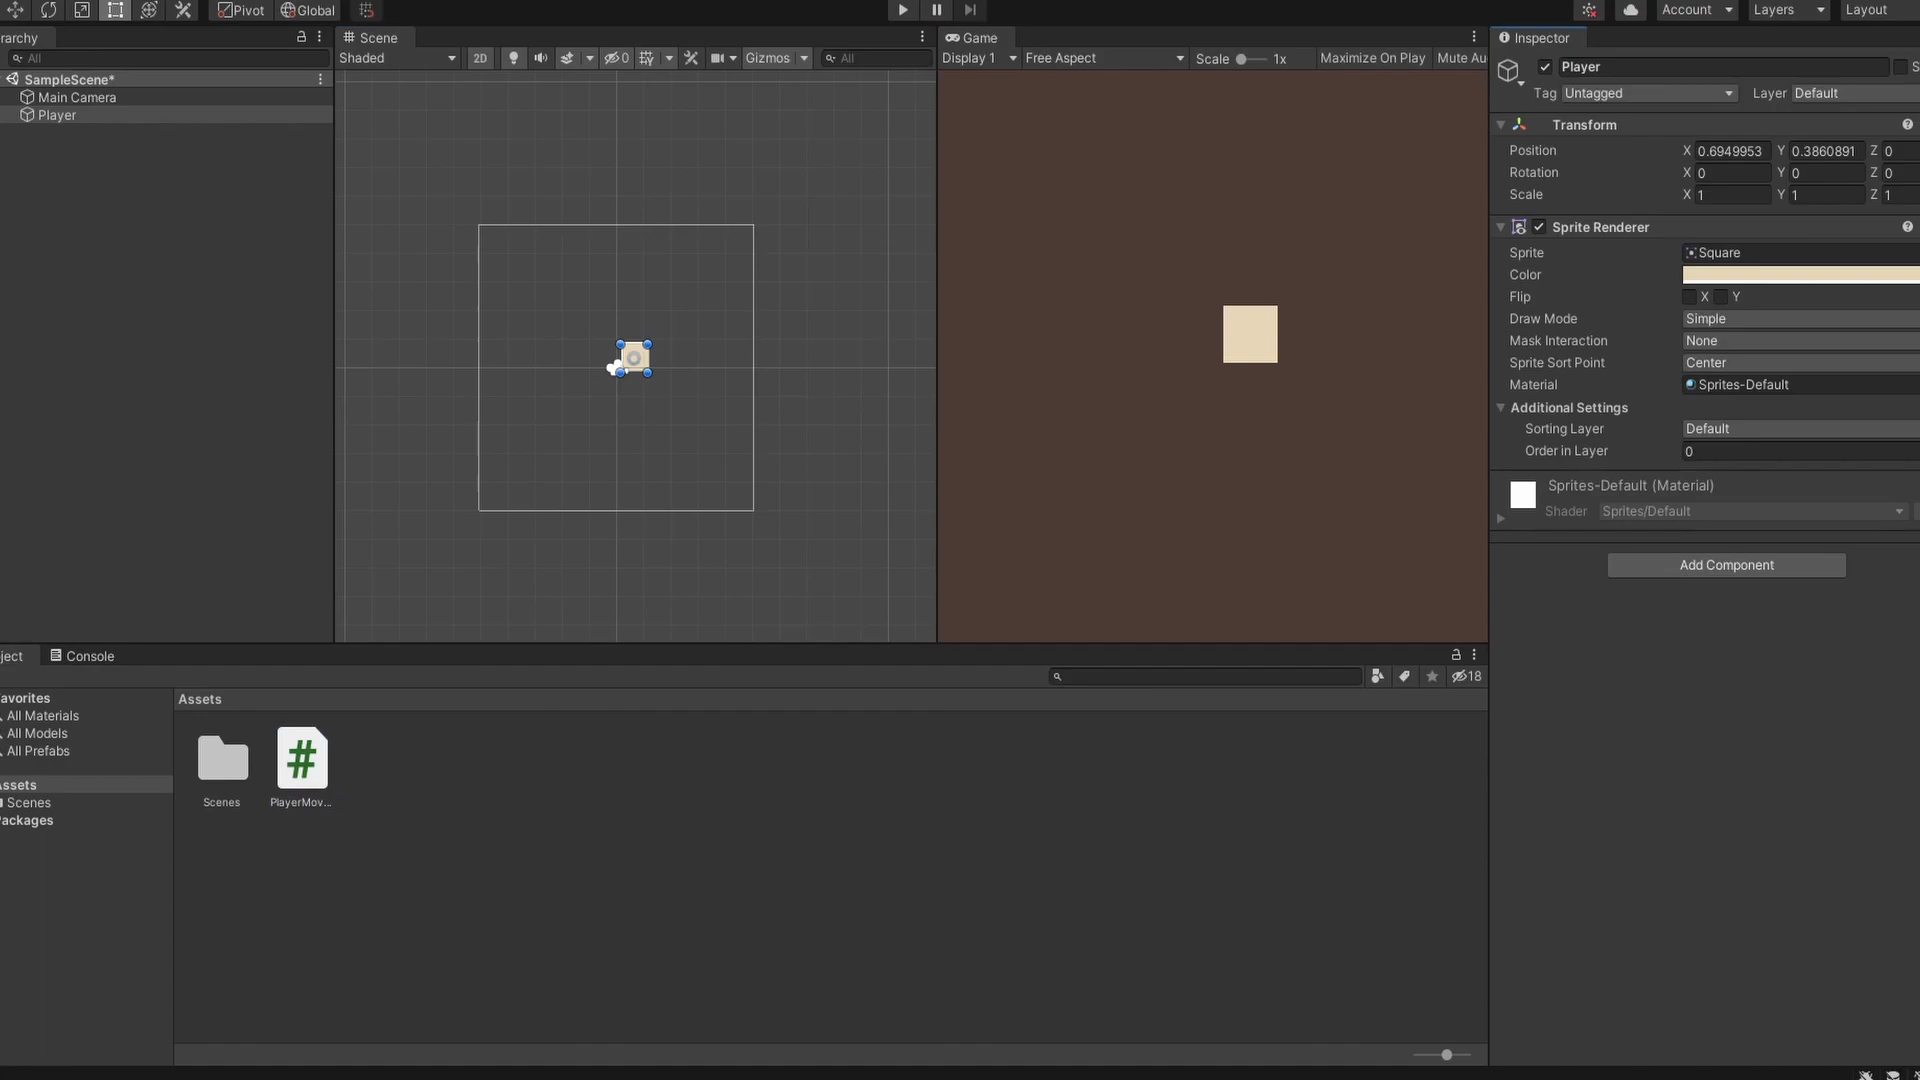 Pivot Global Account Layers Layout
rarchy
All
SampleScene*
Main Camera
Player
Scene
Shaded 2D 0 Gizmos All
Game
Display 1 Free Aspect Scale 1x Maximize On Play Mute Au
Inspector
Player S
Tag Untagged Layer Default
Transform
Position X 0.6949953 Y 0.3860891 Z 0
Rotation X 0 Y 0 Z 0
Scale X 1 Y 1 Z 1
Sprite Renderer
Sprite Square
Color
Flip X Y
Draw Mode Simple
Mask Interaction None
Sprite Sort Point Center
Material Sprites-Default
Additional Settings
Sorting Layer Default
Order in Layer 0
Sprites-Default (Material)
Shader Sprites/Default
Add Component
ject Console
18
avorites
All Materials
All Models
All Prefabs
Assets
Scenes
Packages
Assets
Scenes PlayerMov...